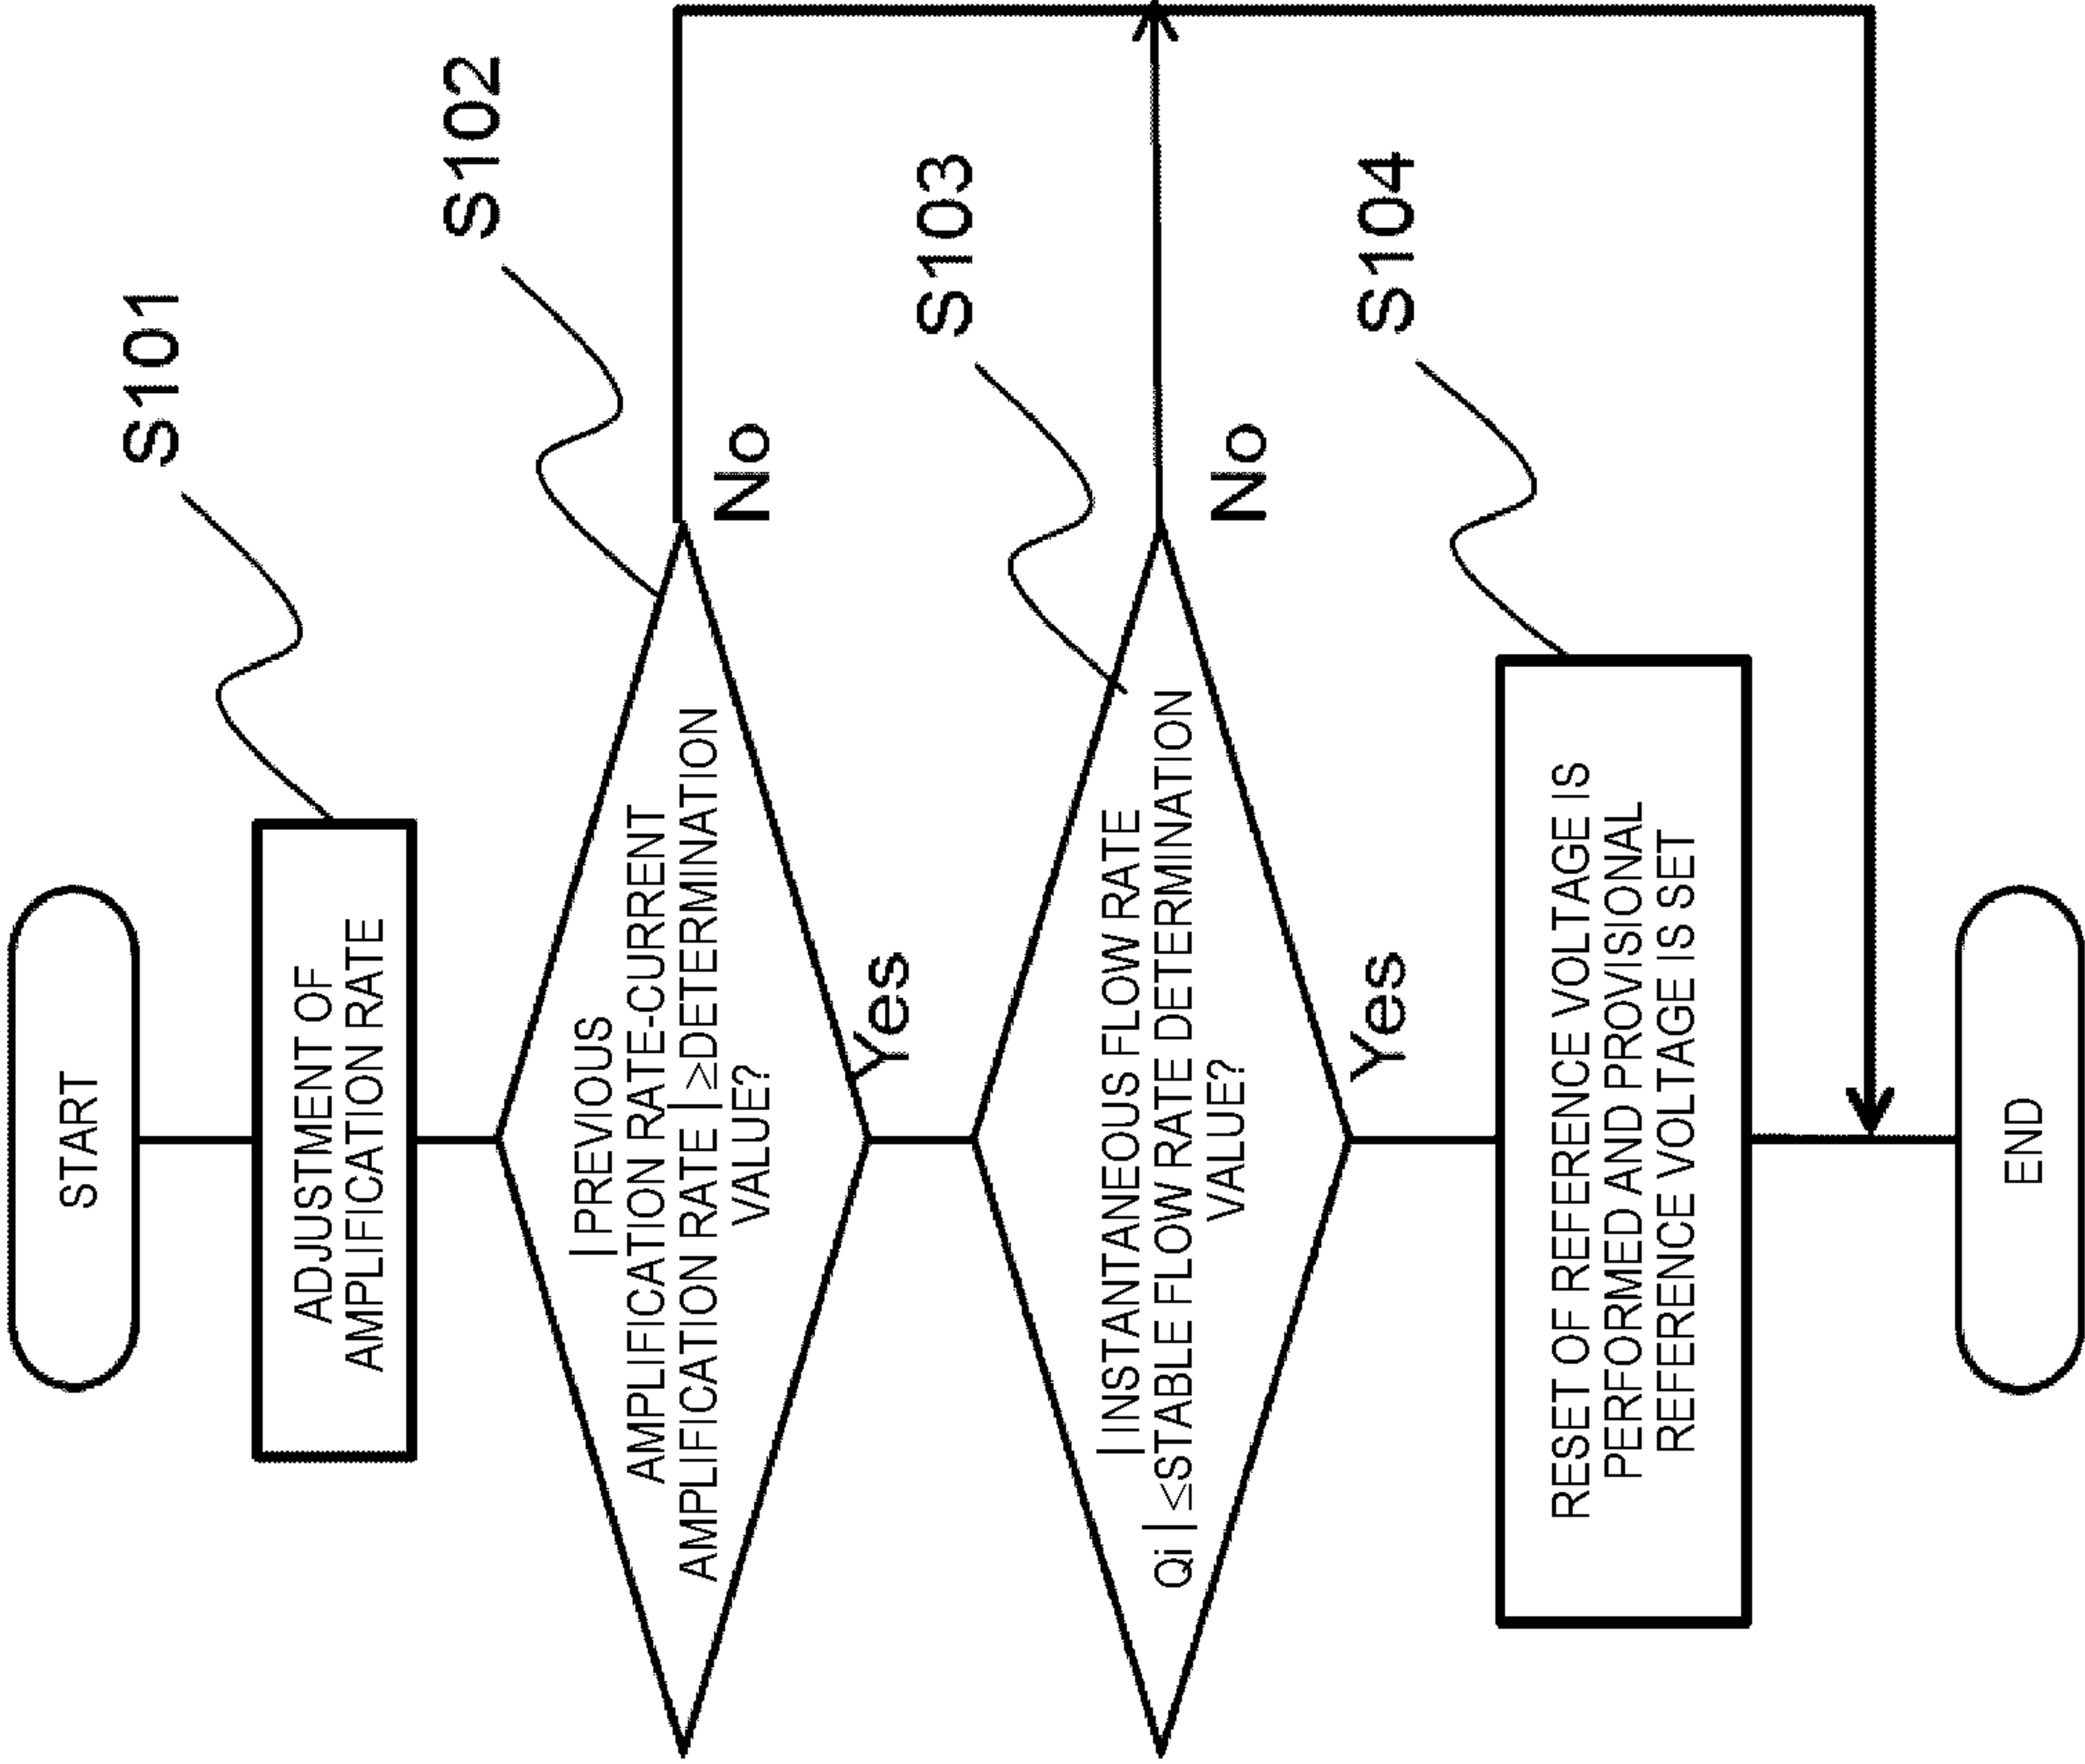 START
ADJUSTMENT OF
AMPLIFICATION RATE
S101
|PREVIOUS
AMPLIFICATION RATE-CURRENT
AMPLIFICATION RATE|≥DETERMINATION
VALUE?
S102
No
Yes
|INSTANTANEOUS FLOW RATE
Qi|≤STABLE FLOW RATE DETERMINATION
VALUE?
S103
No
Yes
RESET OF REFERENCE VOLTAGE IS
PERFORMED AND PROVISIONAL
REFERENCE VOLTAGE IS SET
S104
END